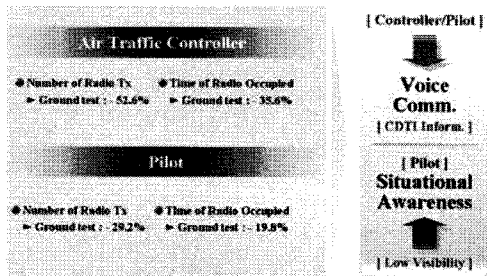 Air Traffic Controller
Number of Radio Tx
► Ground test : - 52.6%
Time of Radio Occupied
► Ground test : - 35.6%
Pilot
Number of Radio Tx
► Ground test : - 29.2%
Time of Radio Occupied
► Ground test : - 19.8%
[ Controller/Pilot ]
Voice
Comm.
[ CDTI Inform. ]
[ Pilot ]
Situational
Awareness
[ Low Visibility ]